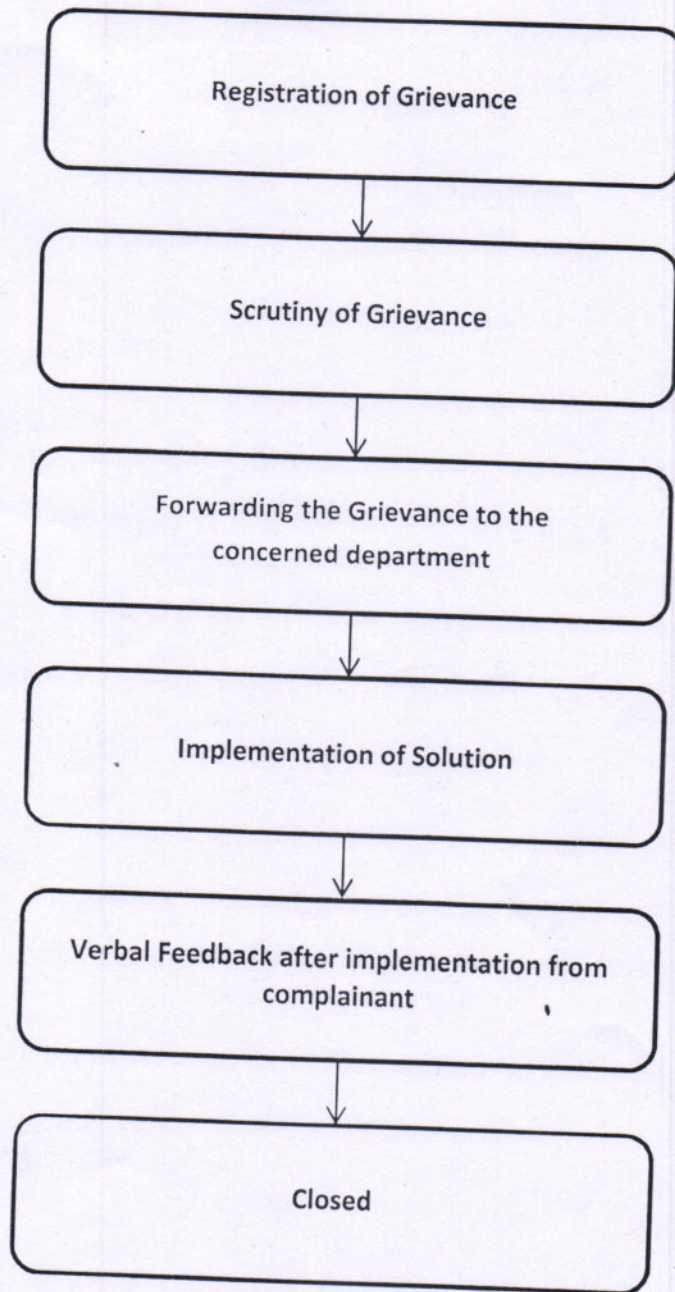 Registration of Grievance
Scrutiny of Grievance
Forwarding the Grievance to the
concerned department
Implementation of Solution
Verbal Feedback after implementation from
complainant
Closed